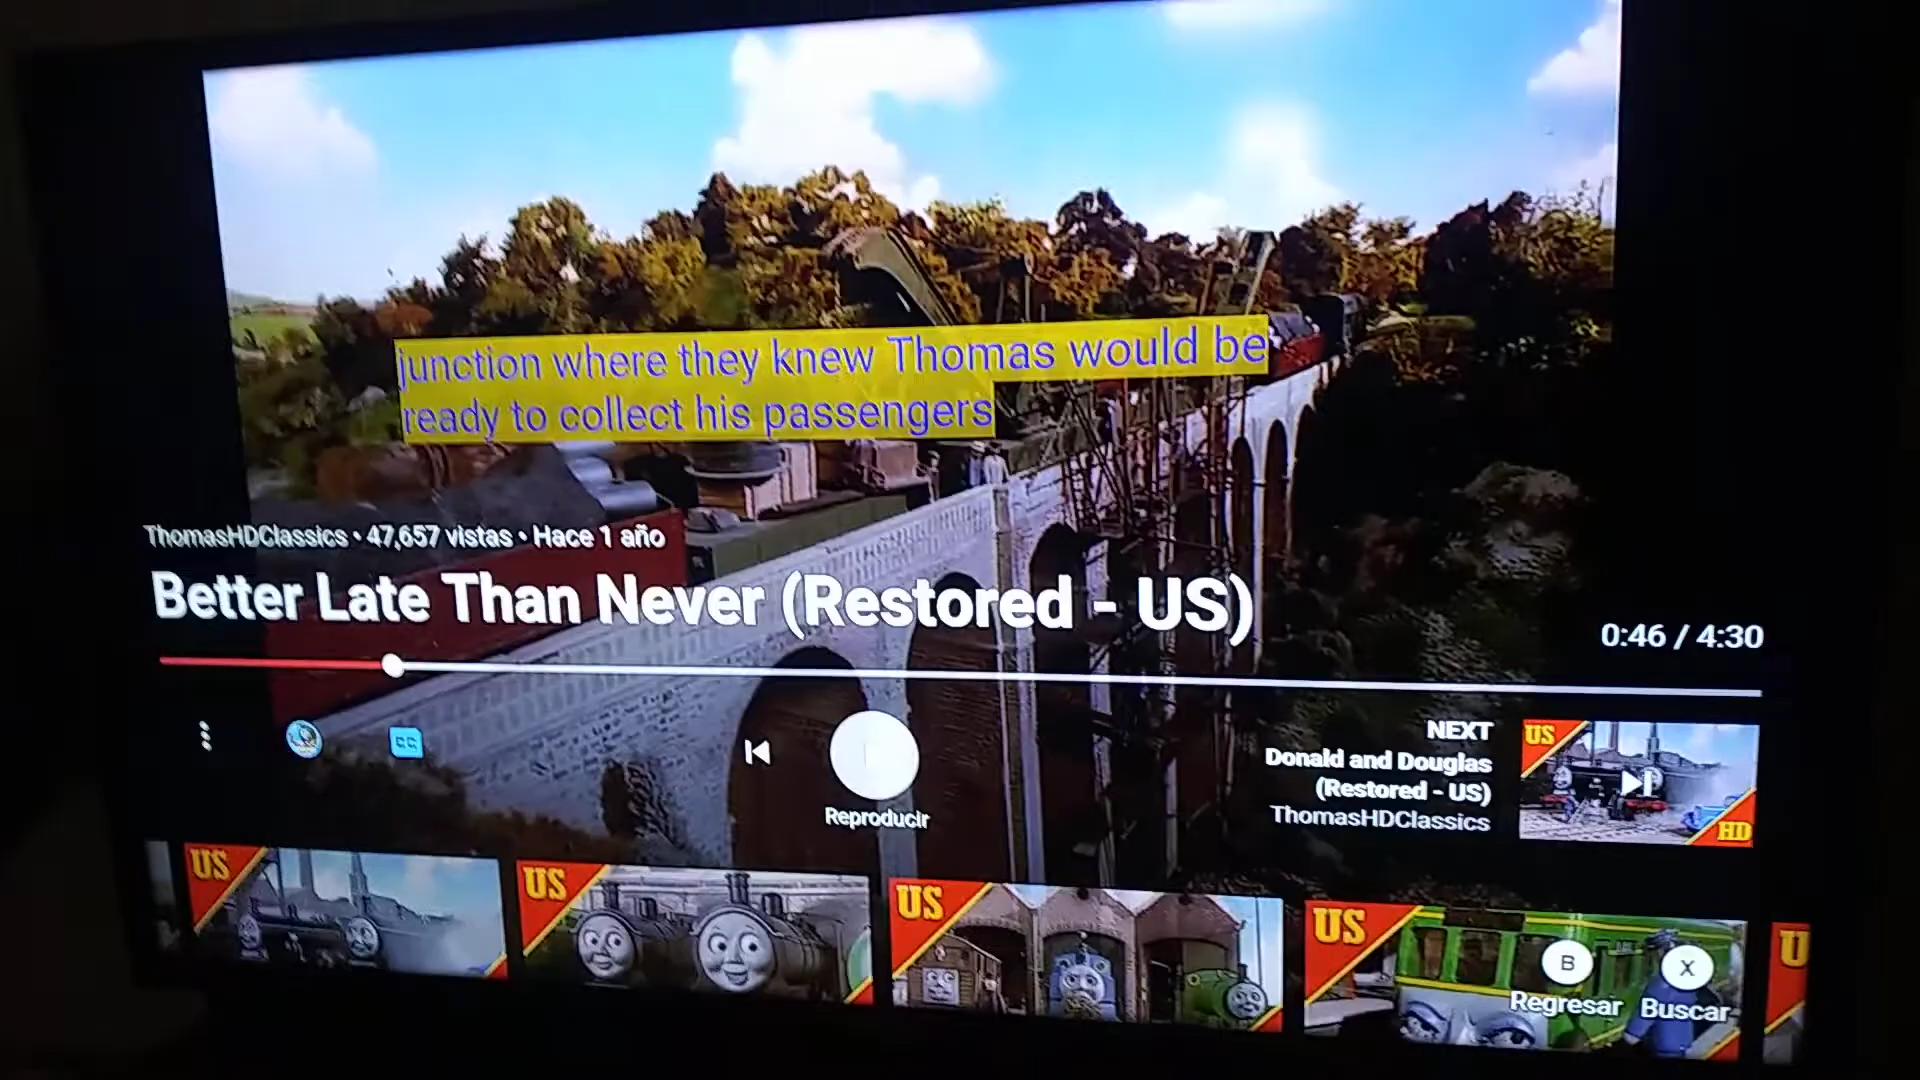 junction where they knew Thomas would be
ready to collect his passengers
ThomasHDClassics • 47,657 vistas • Hace 1 año
Better Late Than Never (Restored - US)
0:46 / 4:30
CC
Reproducir
NEXT
Donald and Douglas
(Restored - US)
ThomasHDClassics
US
HD
US
US
US
US
B
Regresar
X
Buscar
U